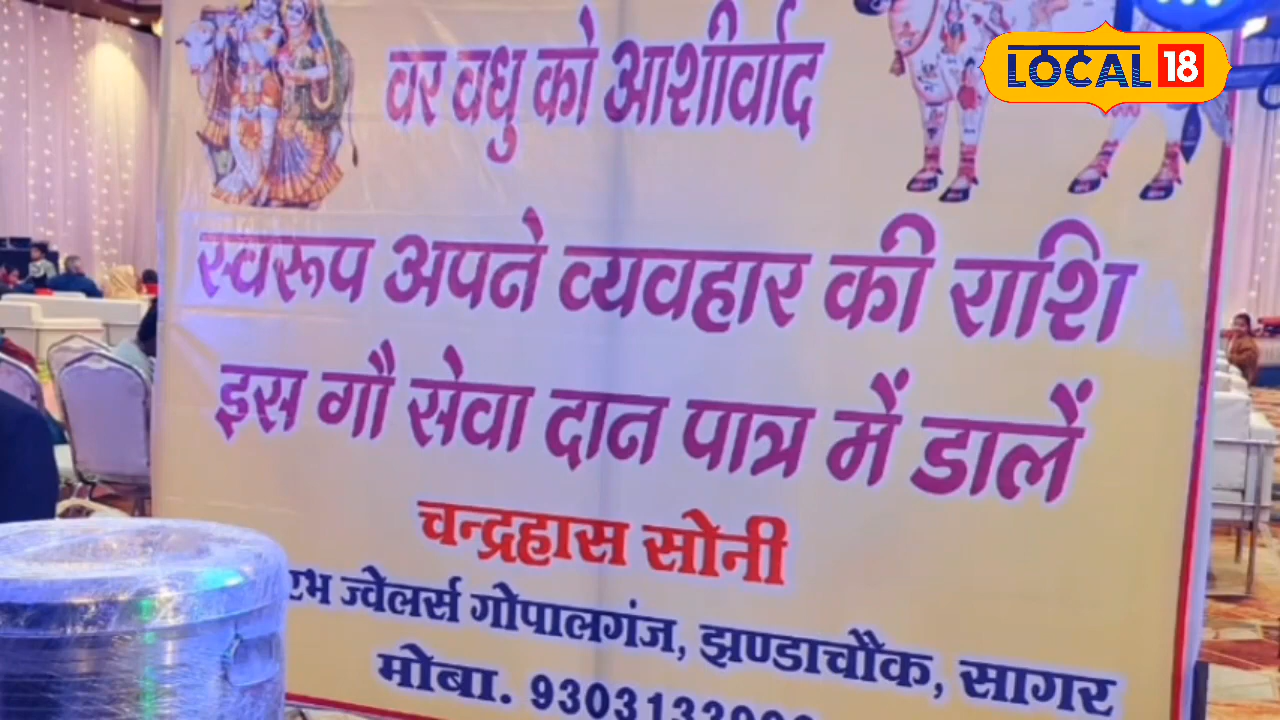 वर वधु को आशीर्वाद
LOCAL 18
स्वरूप अपने व्यवहार की राशि
इस गौ सेवा दान पात्र में डालें
चन्द्रहास सोनी
ज्वेलर्स गोपालगंज, झण्डाचौक, सागर
मोबा.